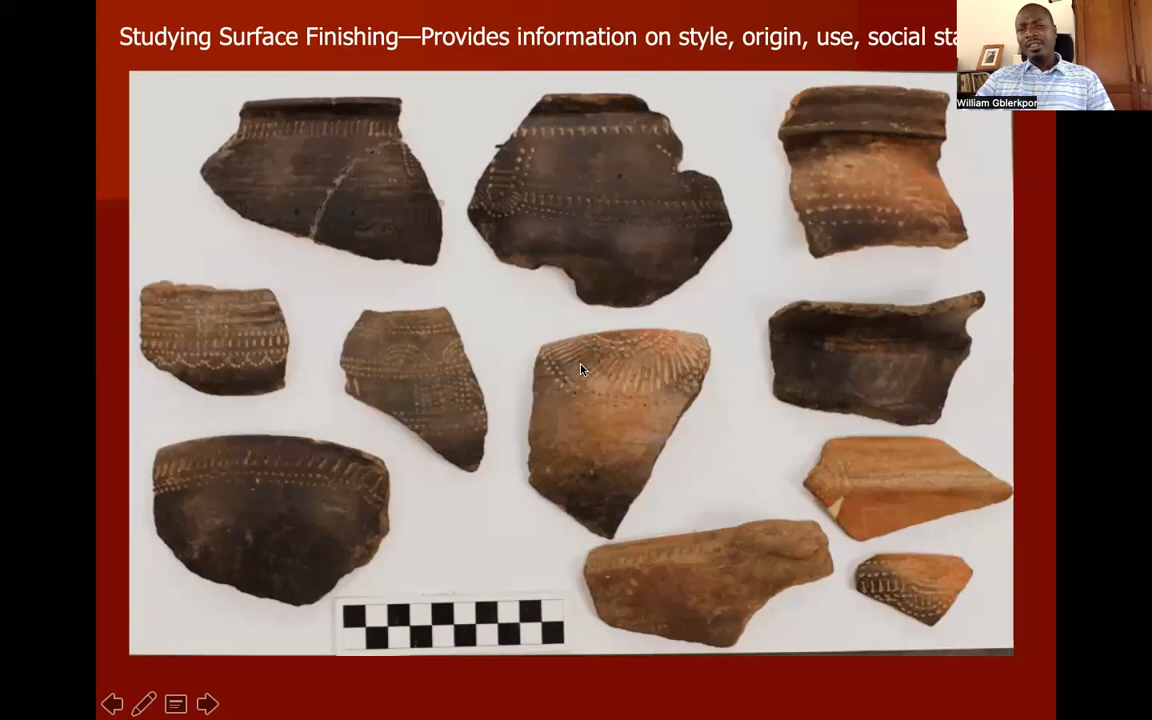 Studying Surface Finishing—Provides information on style, origin, use, social sta
William Gblerkpor